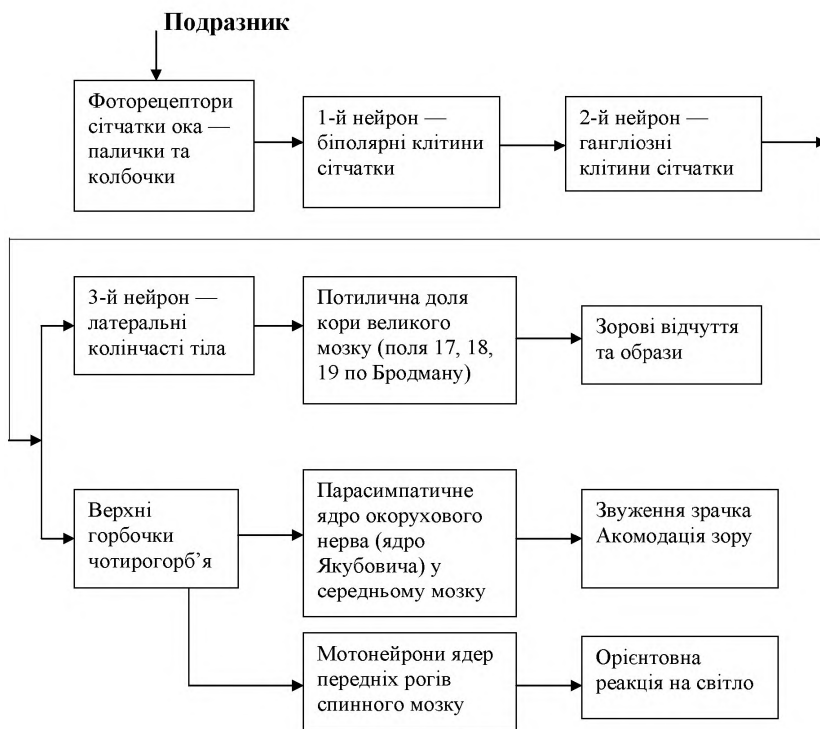 Подразник
Фоторецептори
сітчатки ока —
палички та
колбочки
1-й нейрон —
біполярні клітини
сітчатки
2-й нейрон —
гангліозні
клітини сітчатки
3-й нейрон —
латеральні
колінчасті тіла
Потилична доля
кори великого
мозку (поля 17, 18,
19 по Бродману)
Зорові відчуття
та образи
Верхні
горбочки
чотирогорб’я
Парасимпатичне
ядро окорухового
нерва (ядро
Якубовича) у
середньому мозку
Звуження зрачка
Акомодація зору
Мотонейрони ядер
передніх рогів
спинного мозку
Орієнтовна
реакція на світло